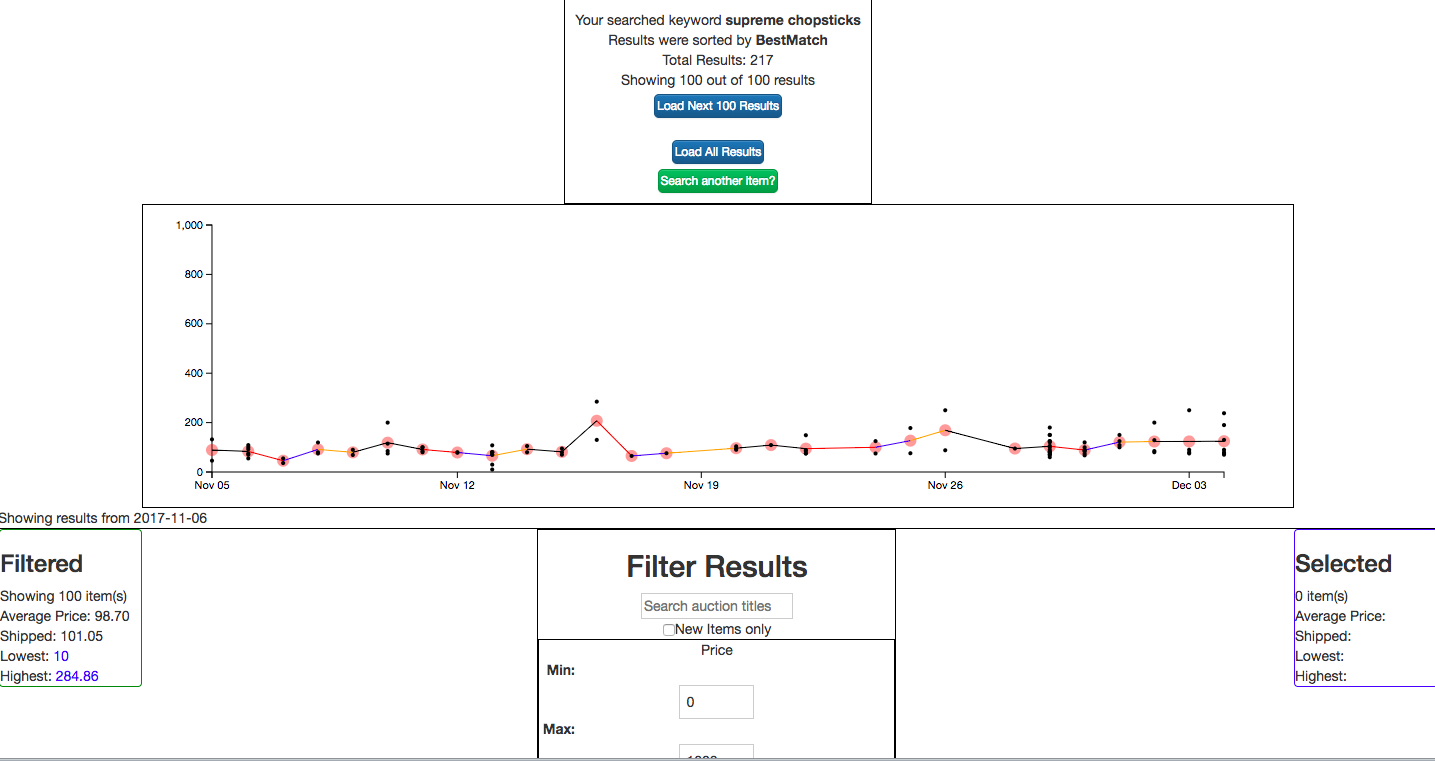 Your searched keyword supreme chopsticks
Results were sorted by BestMatch
Total Results: 217
Showing 100 out of 100 results
Load Next 100 Results
Load All Results
Search another Item?
1,000
800
600
400
200
0
Nov 05
Nov 12
Nov 19
Nov 26
Dec 03
Showing results from 2017-11-06
Filtered
Showing 100 item(s)
Average Price: 98.70
Shipped: 101.05
Lowest: 10
Highest: 284.86
Filter Results
Search auction titles
New Items only
Price
Min:
0
Max:
Selected
0 item(s)
Average Price:
Shipped:
Lowest:
Highest: